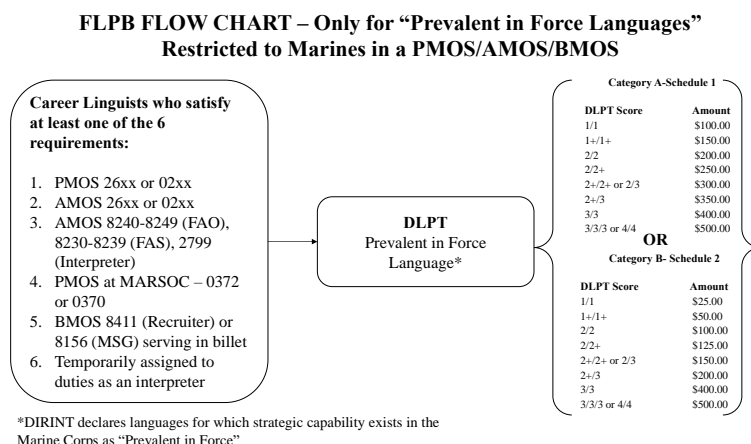 FLPB FLOW CHART – Only for “Prevalent in Force Languages”
Restricted to Marines in a PMOS/AMOS/BMOS
Career Linguists who satisfy
at least one of the 6
requirements:
1. PMOS 26xx or 02xx
2. AMOS 26xx or 02xx
3. AMOS 8240-8249 (FAO),
8230-8239 (FAS), 2799
(Interpreter)
4. PMOS at MARSOC – 0372
or 0370
5. BMOS 8411 (Recruiter) or
8156 (MSG) serving in billet
6. Temporarily assigned to
duties as an interpreter
DLPT
Prevalent in Force
Language*
Category A-Schedule 1
DLPT Score Amount
1/1 $100.00
1+/1+ $150.00
2/2 $200.00
2/2+ $250.00
2+/2+ or 2/3 $300.00
2+/3 $350.00
3/3 $400.00
3/3/3 or 4/4 $500.00
OR
Category B- Schedule 2
DLPT Score Amount
1/1 $25.00
1+/1+ $50.00
2/2 $100.00
2/2+ $125.00
2+/2+ or 2/3 $150.00
2+/3 $200.00
3/3 $400.00
3/3/3 or 4/4 $500.00
*DIRINT declares languages for which strategic capability exists in the
Marine Corps as “Prevalent in Force”